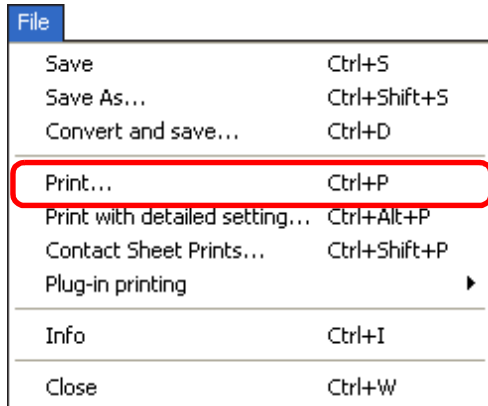 File
Save Ctrl+S
Save As... Ctrl+Shift+S
Convert and save... Ctrl+D
Print... Ctrl+P
Print with detailed setting... Ctrl+Alt+P
Contact Sheet Prints... Ctrl+Shift+P
Plug-in printing
Info Ctrl+I
Close Ctrl+W